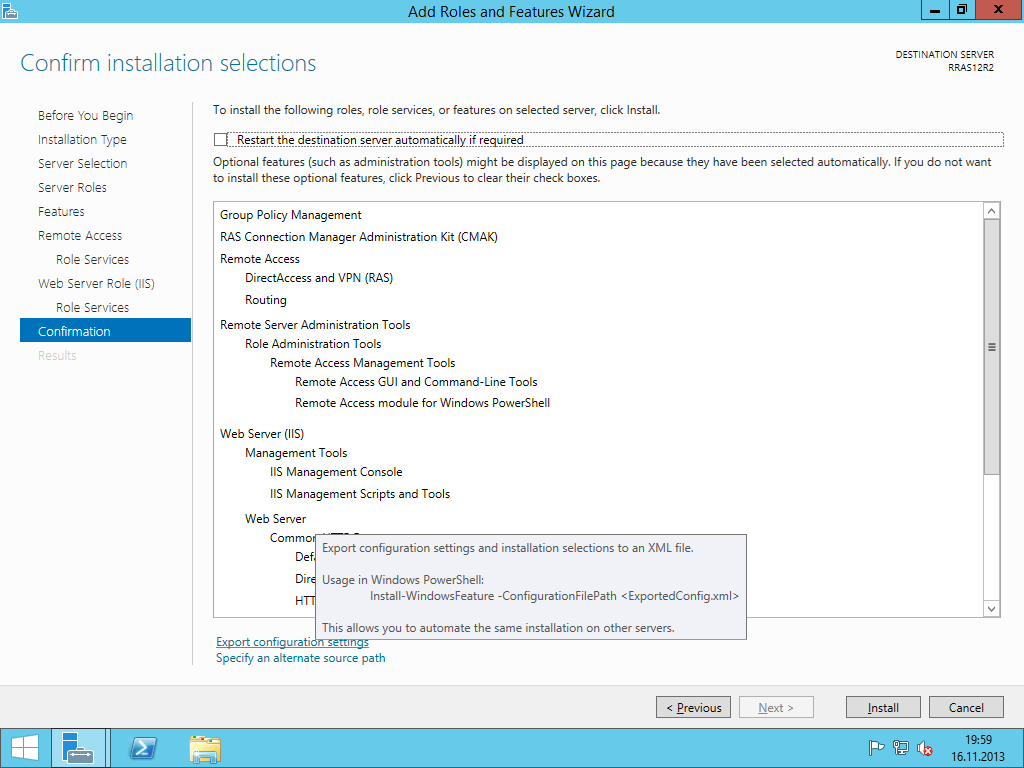 Add Roles and Features Wizard
Confirm installation selections
DESTINATION SERVER
RRAS12R2
Before You Begin
Installation Type
Server Selection
Server Roles
Features
Remote Access
Role Services
Web Server Role (IIS)
Role Services
Confirmation
Results
To install the following roles, role services, or features on selected server, click Install.
Restart the destination server automatically if required
Optional features (such as administration tools) might be displayed on this page because they have been selected automatically. If you do not want
to install these optional features, click Previous to clear their check boxes.
Group Policy Management
RAS Connection Manager Administration Kit (CMAK)
Remote Access
DirectAccess and VPN (RAS)
Routing
Remote Server Administration Tools
Role Administration Tools
Remote Access Management Tools
Remote Access GUI and Command-Line Tools
Remote Access module for Windows PowerShell
Web Server (IIS)
Management Tools
IIS Management Console
IIS Management Scripts and Tools
Web Server
Export configuration settings and installation selections to an XML file.
Usage in Windows PowerShell:
Install-WindowsFeature -ConfigurationFilePath <ExportedConfig.xml>
This allows you to automate the same installation on other servers.
Export configuration settings
Specify an alternate source path
< Previous
Next >
Install
Cancel
19:59
16.11.2013